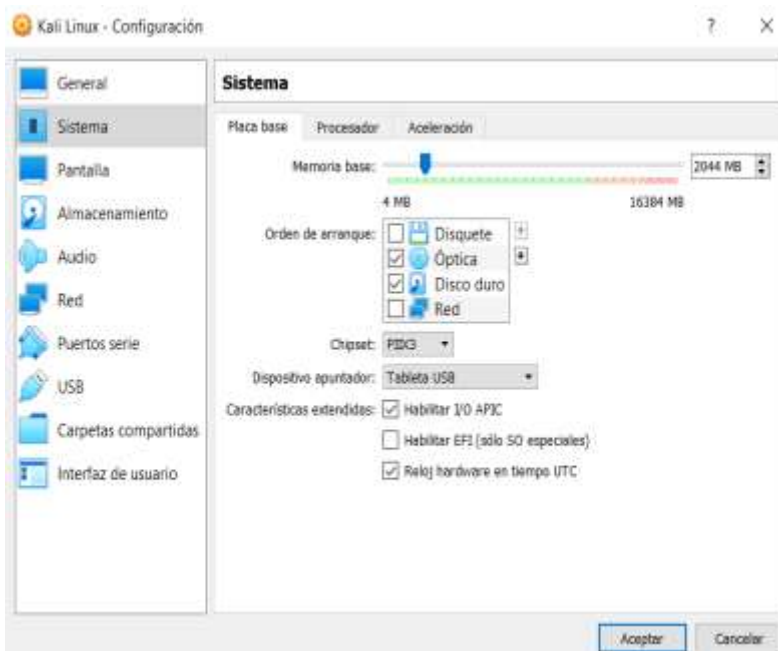 Kali Linux - Configuración
?
General
Sistema
Pantalla
Almacenamiento
Audio
Red
Puertos serie
USB
Carpetas compartidas
Interfaz de usuario
Sistema
Placa base Procesador Aceleración
Memoria base: 2044 MB
4 MB 16384 MB
Orden de arranque: Disquete
Óptica
Disco duro
Red
Chipset: PIIX3
Dispositivo apuntador: Tableta USB
Características extendidas: Habilitar I/O APIC
Habilitar EFI (sólo SO especiales)
Reloj hardware en tiempo UTC
Aceptar Cancelar